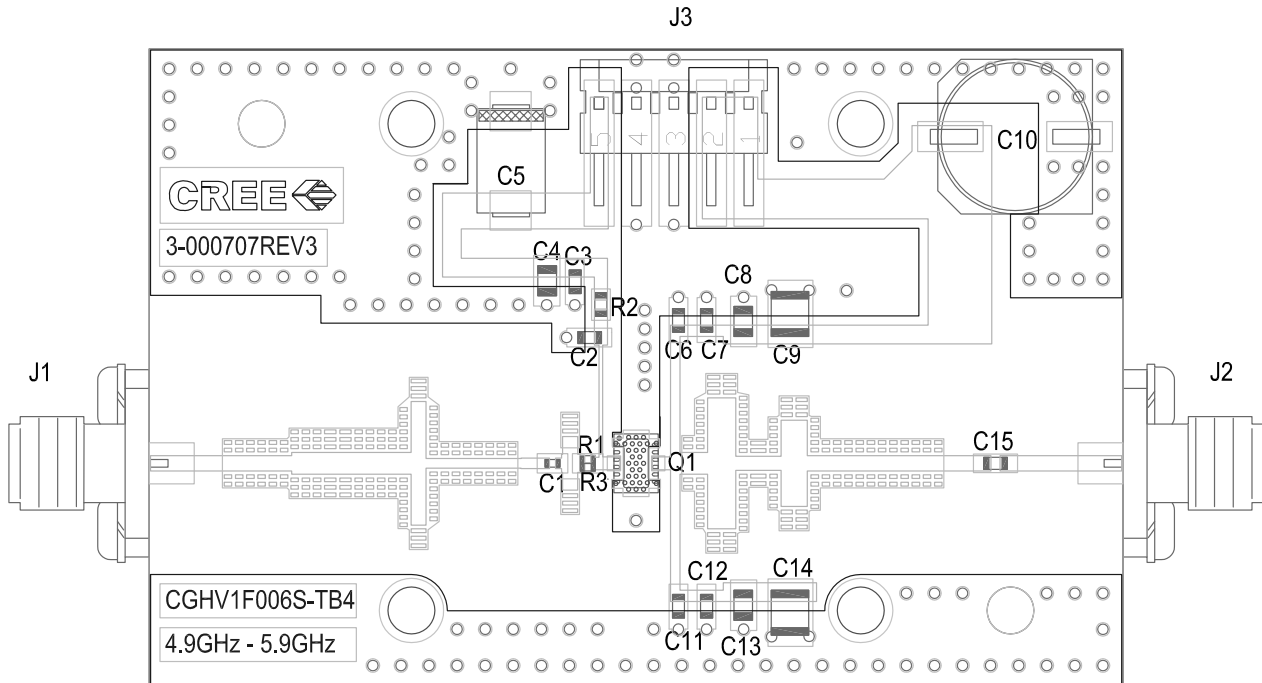 J3
5 4 3 2 1
C10
C5
CREE
3-000707REV3
C4 C3
R2
C8
C2
C6 C7 C9
J1
J2
R1
C1 R3
Q1
C15
CGHV1F006S-TB4
4.9GHz - 5.9GHz
C12 C14
C11 C13